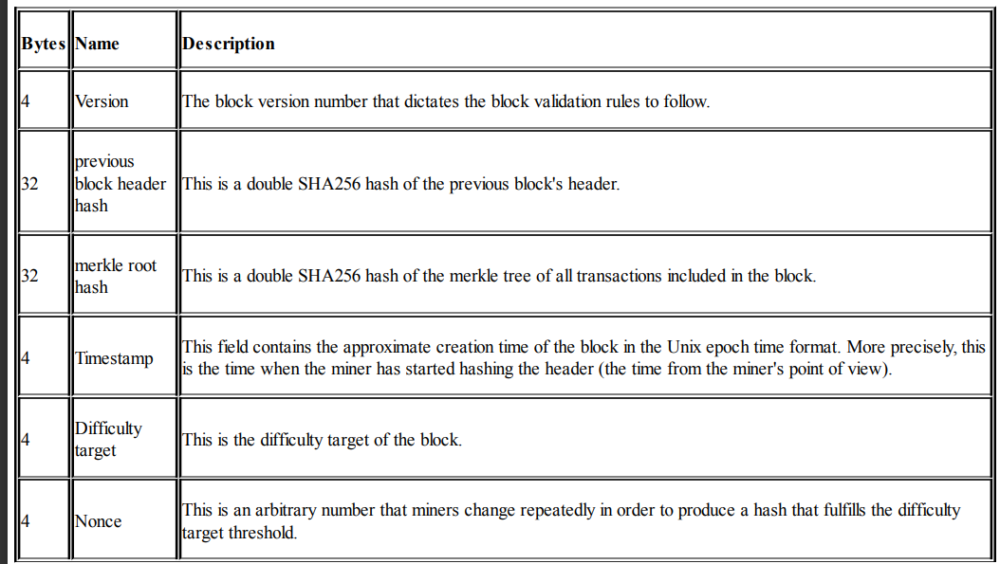 Bytes Name Description
4 Version The block version number that dictates the block validation rules to follow.
previous
32 block header This is a double SHA256 hash of the previous block's header.
hash
32 merkle root This is a double SHA256 hash of the merkle tree of all transactions included in the block.
hash
4 Timestamp This field contains the approximate creation time of the block in the Unix epoch time format. More precisely, this
is the time when the miner has started hashing the header (the time from the miner's point of view).
4 Difficulty This is the difficulty target of the block.
target
4 Nonce This is an arbitrary number that miners change repeatedly in order to produce a hash that fulfills the difficulty
target threshold.